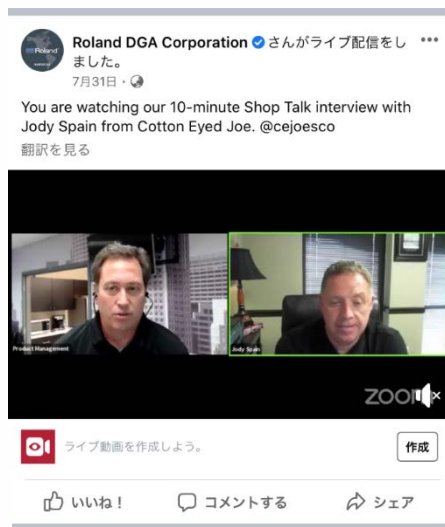 Roland
Roland DGA Corporation さんがライブ配信をし
ました。
7月31日
You are watching our 10-minute Shop Talk interview with
Jody Spain from Cotton Eyed Joe. @cejoesco
翻訳を見る
Product Management
Jody Spain
ZOOM
ライブ動画を作成しよう。
作成
いいね！
コメントする
シェア